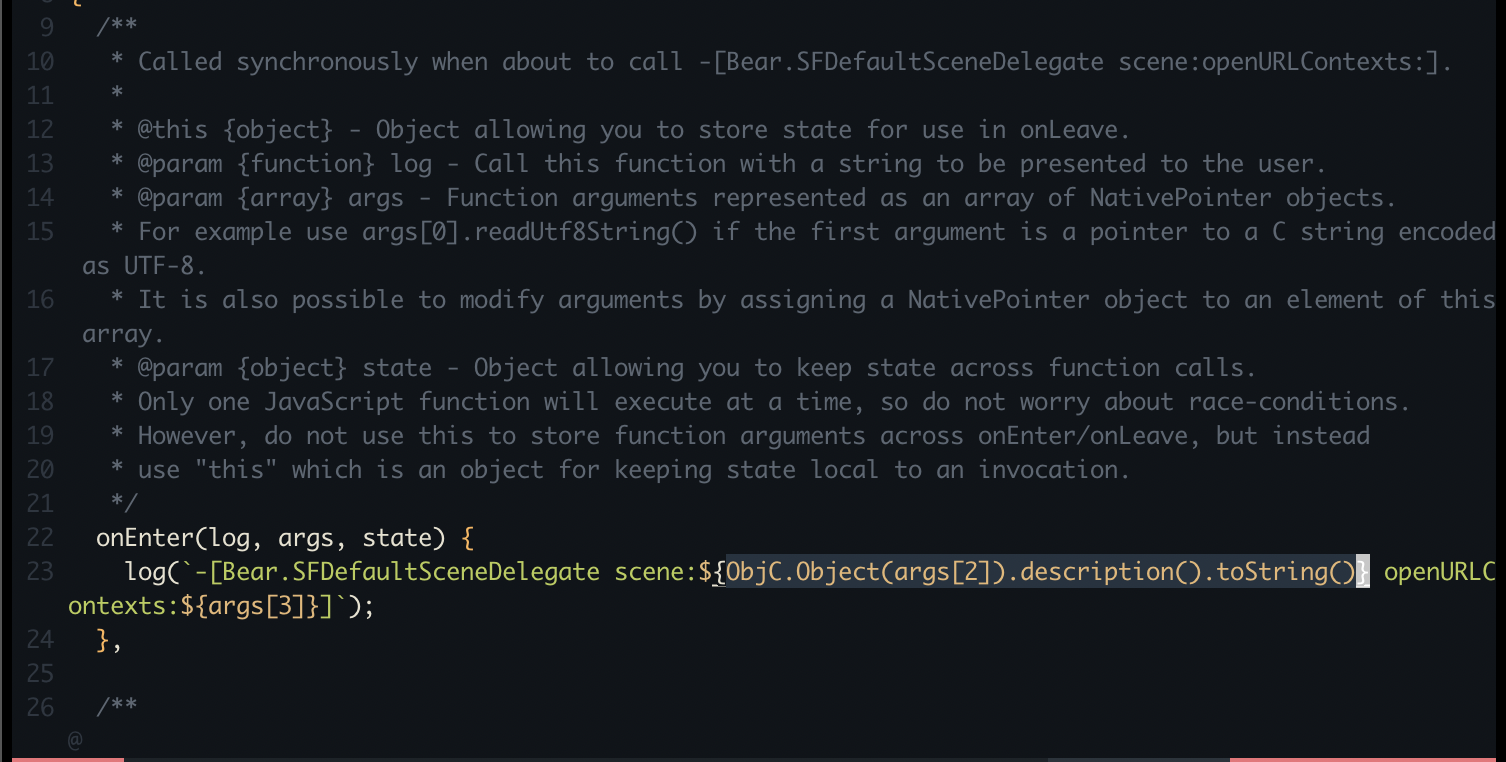 8 {
9 /**
10 * Called synchronously when about to call -[Bear.SFDefaultSceneDelegate scene:openURLContexts:].
11 *
12 * @this {object} - Object allowing you to store state for use in onLeave.
13 * @param {function} log - Call this function with a string to be presented to the user.
14 * @param {array} args - Function arguments represented as an array of NativePointer objects.
15 * For example use args[0].readUtf8String() if the first argument is a pointer to a C string encoded
as UTF-8.
16 * It is also possible to modify arguments by assigning a NativePointer object to an element of this
array.
17 * @param {object} state - Object allowing you to keep state across function calls.
18 * Only one JavaScript function will execute at a time, so do not worry about race-conditions.
19 * However, do not use this to store function arguments across onEnter/onLeave, but instead
20 * use "this" which is an object for keeping state local to an invocation.
21 */
22 onEnter(log, args, state) {
23 log(`-[Bear.SFDefaultSceneDelegate scene:${ObjC.Object(args[2]).description().toString()} openURLC
ontexts:${args[3]}]`);
24 },
25
26 /**
@